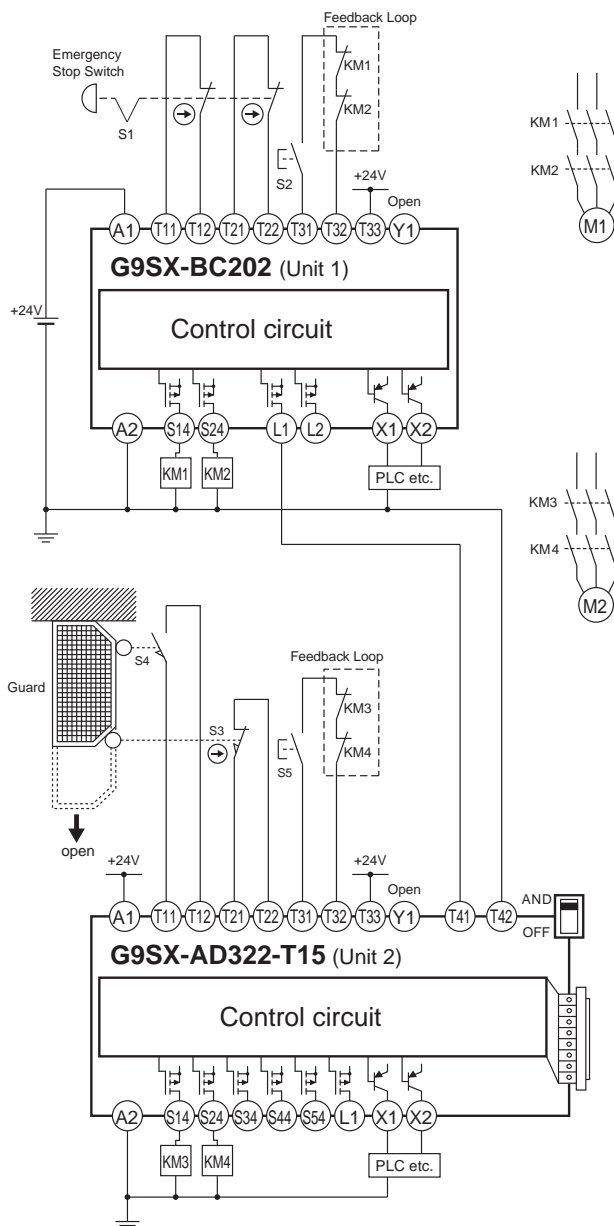 Feedback Loop
Emergency
Stop Switch
KM1
KM2
S1
S2
+24V
Open
KM1
KM2
M1
A1 T11 T12 T21 T22 T31 T32 T33 Y1
G9SX-BC202 (Unit 1)
+24V
Control circuit
A2 S14 S24 L1 L2 X1 X2
KM1 KM2 PLC etc.
KM3
KM4
M2
S4
Guard
Feedback Loop
KM3
S3
KM4
S5
open
+24V
+24V
Open
A1 T11 T12 T21 T22 T31 T32 T33 Y1 T41 T42
AND
OFF
G9SX-AD322-T15 (Unit 2)
Control circuit
A2 S14 S24 S34 S44 S54 L1 X1 X2
KM3 KM4 PLC etc.